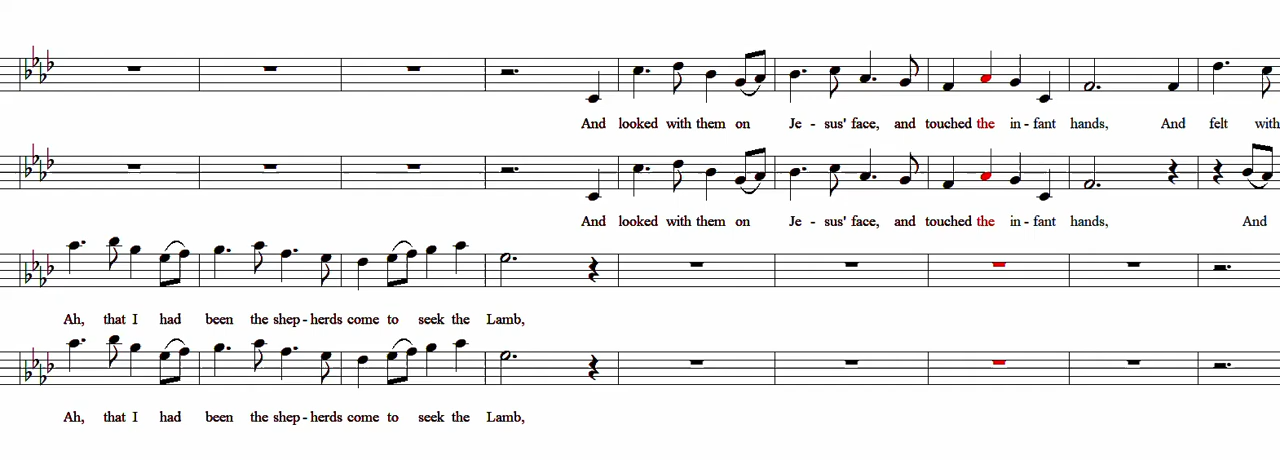 And looked with them on Je - sus' face, and touched the in - fant hands, And felt with
And looked with them on Je - sus' face, and touched the in - fant hands, And
Ah, that I had been the shep - herds come to seek the Lamb,
Ah, that I had been the shep - herds come to seek the Lamb,